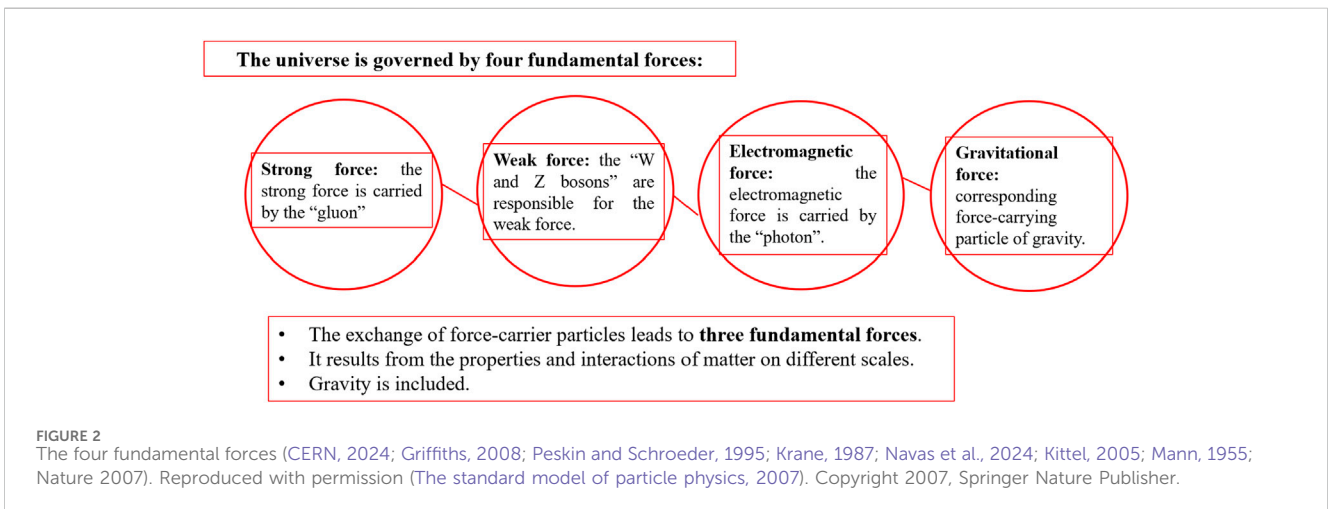 The universe is governed by four fundamental forces:
Strong force: the
strong force is carried
by the “gluon”
Weak force: the “W
and Z bosons” are
responsible for the
weak force.
Electromagnetic
force: the
electromagnetic
force is carried by
the “photon”.
Gravitational
force:
corresponding
force-carrying
particle of gravity.
• The exchange of force-carrier particles leads to three fundamental forces.
• It results from the properties and interactions of matter on different scales.
• Gravity is included.
FIGURE 2
The four fundamental forces (CERN, 2024; Griffiths, 2008; Peskin and Schroeder, 1995; Krane, 1987; Navas et al., 2024; Kittel, 2005; Mann, 1955;
Nature 2007). Reproduced with permission (The standard model of particle physics, 2007). Copyright 2007, Springer Nature Publisher.